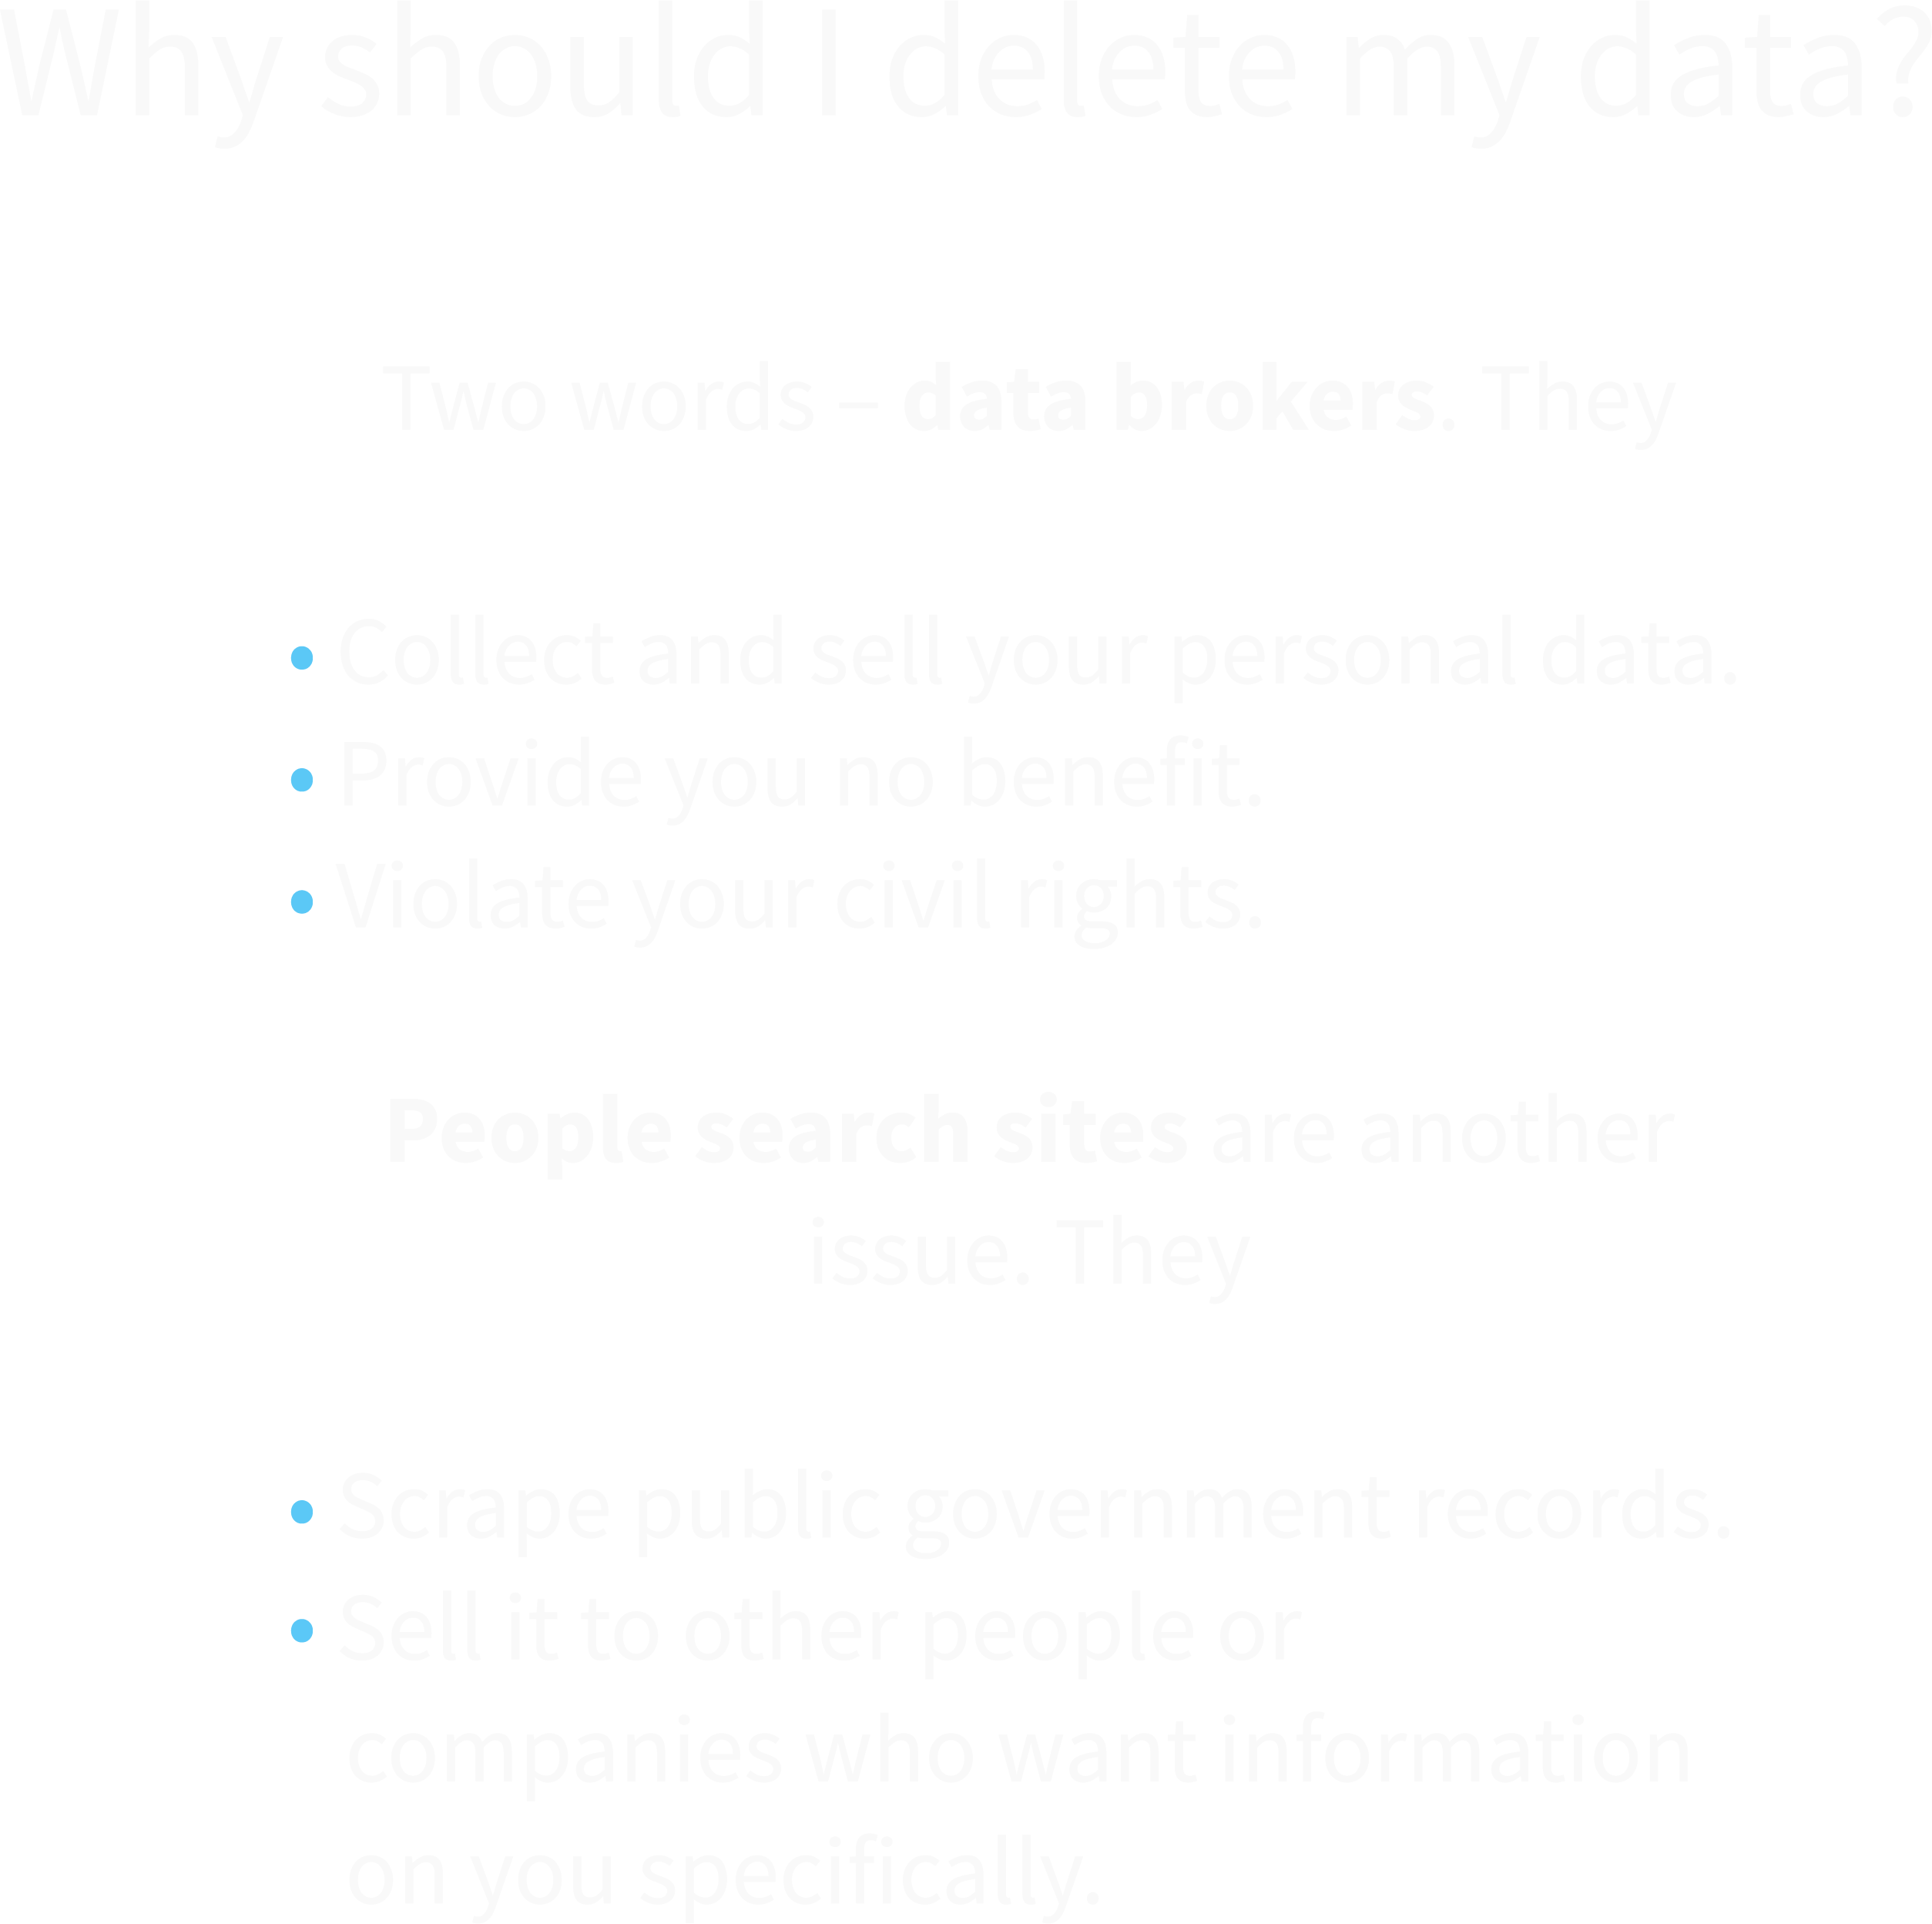 Why should I delete my data?
Two words – data brokers. They
• Collect and sell your personal data.
• Provide you no benefit.
• Violate your civil rights.
People search sites are another
issue. They
• Scrape public government records.
• Sell it to other people or
companies who want information
on you specifically.